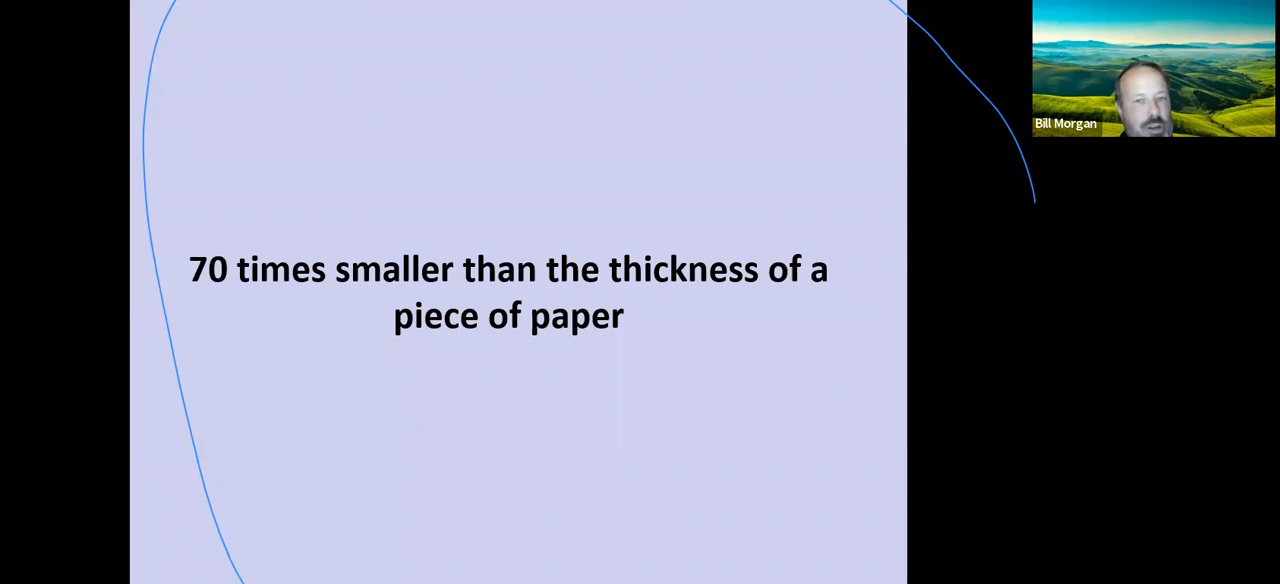 70 times smaller than the thickness of a
piece of paper
Bill Morgan